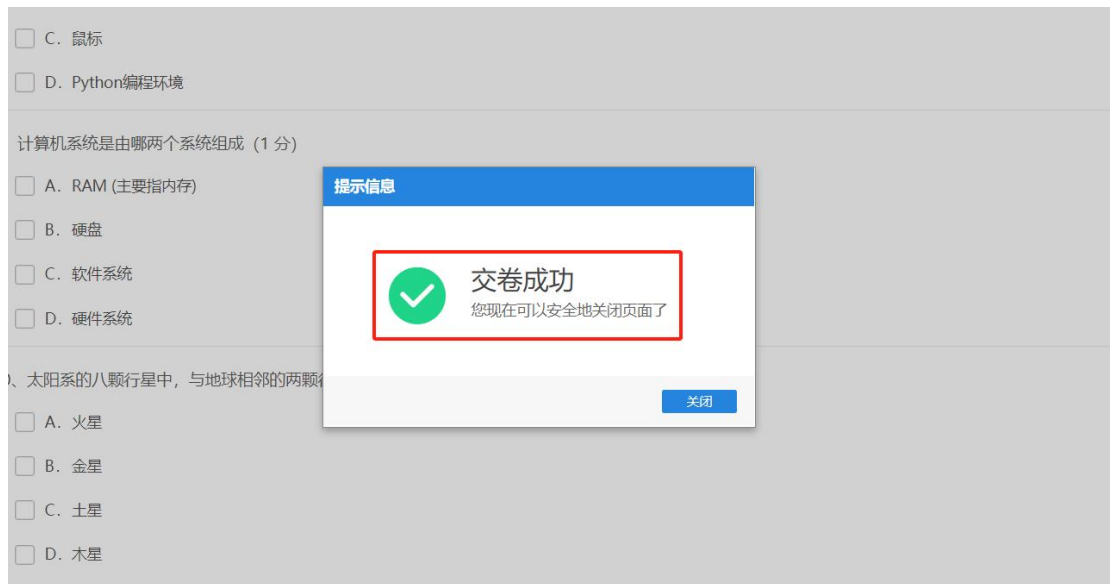 C. 鼠标
D. Python编程环境
计算机系统是由哪两个系统组成 (1 分)
A. RAM (主要指内存)
B. 硬盘
C. 软件系统
D. 硬件系统
、太阳系的八颗行星中，与地球相邻的两颗
A. 火星
B. 金星
C. 土星
D. 木星
提示信息
交卷成功
您现在可以安全地关闭页面了
关闭